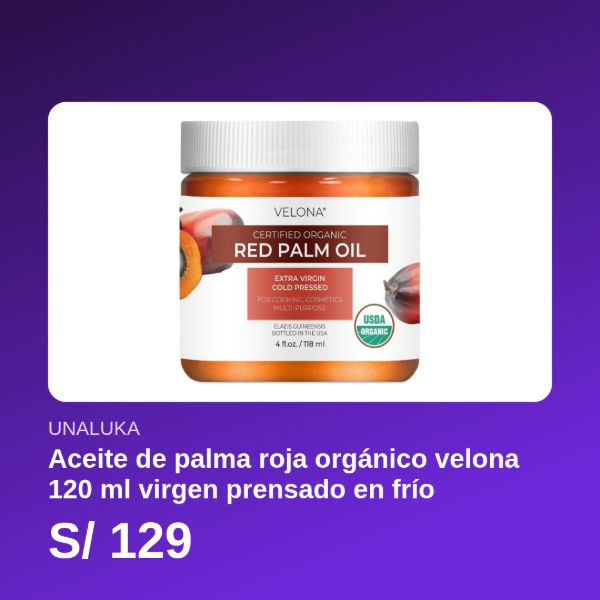 VELONA®
CERTIFIED ORGANIC
RED PALM OIL
EXTRA VIRGIN
COLD PRESSED
FOR COOKING, COSMETICS
MULTI-PURPOSE
ELAEIS GUINEENSIS
BOTTLED IN THE USA
4 fl.oz. / 118 ml
USDA
ORGANIC
UNALUKA
Aceite de palma roja orgánico velona
120 ml virgen prensado en frío
S/ 129